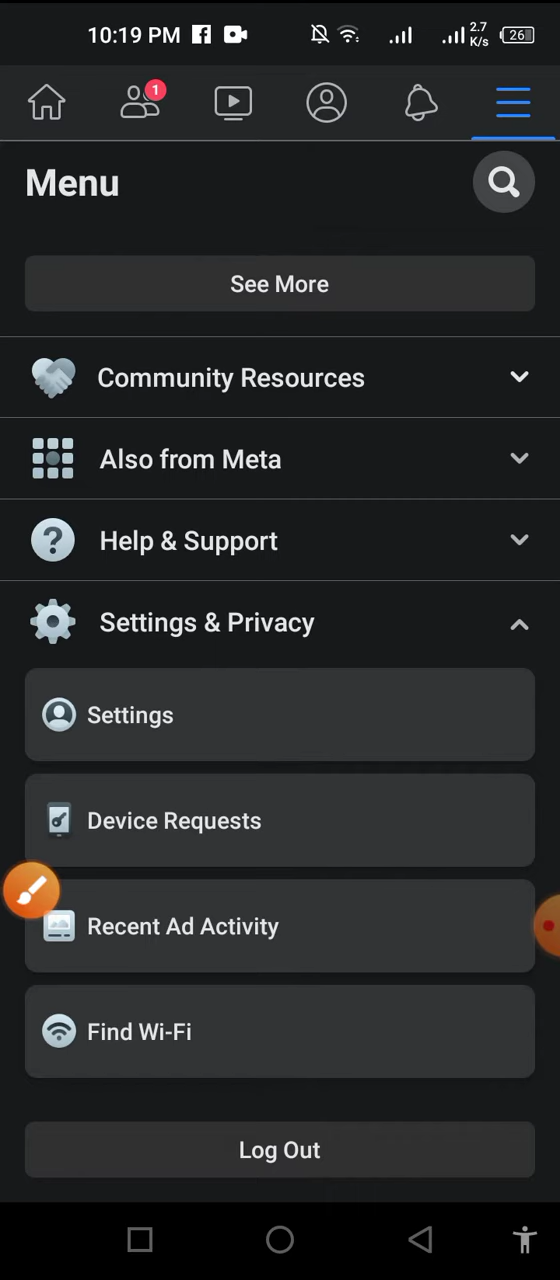 10:19 PM
2.7
K/s
26
1
Menu
See More
Community Resources
Also from Meta
Help & Support
Settings & Privacy
Settings
Device Requests
Recent Ad Activity
Find Wi-Fi
Log Out